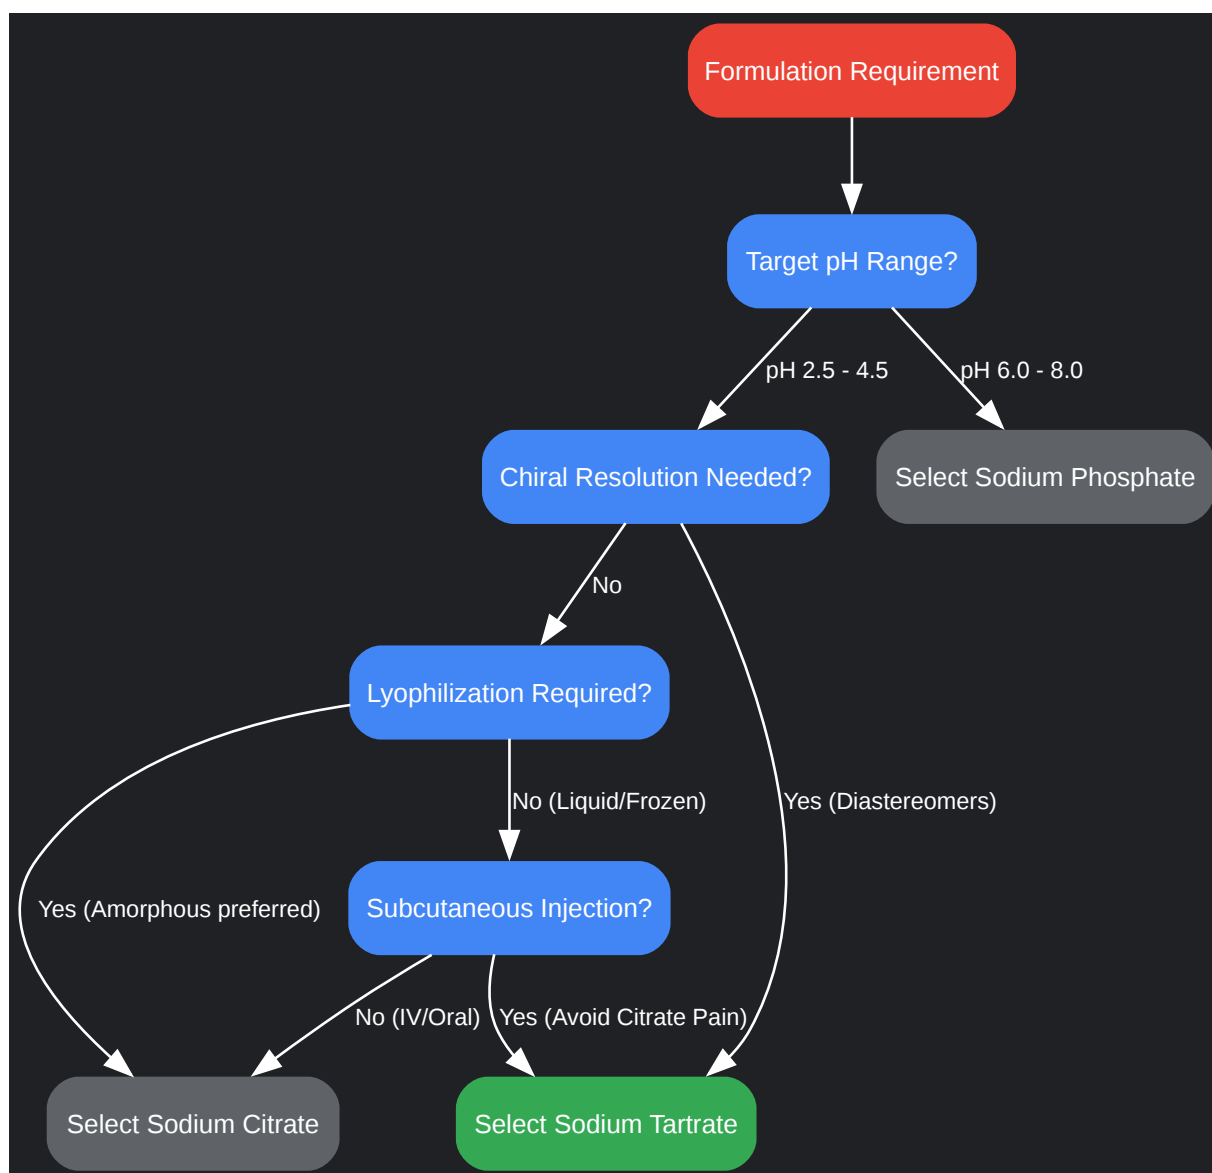 Formulation Requirement
Target pH Range?
pH 2.5 - 4.5
pH 6.0 - 8.0
Chiral Resolution Needed?
Select Sodium Phosphate
No
Lyophilization Required?
No (Liquid/Frozen)
Yes (Diastereomers)
Yes (Amorphous preferred)
Subcutaneous Injection?
No (IV/Oral)
Yes (Avoid Citrate Pain)
Select Sodium Citrate
Select Sodium Tartrate